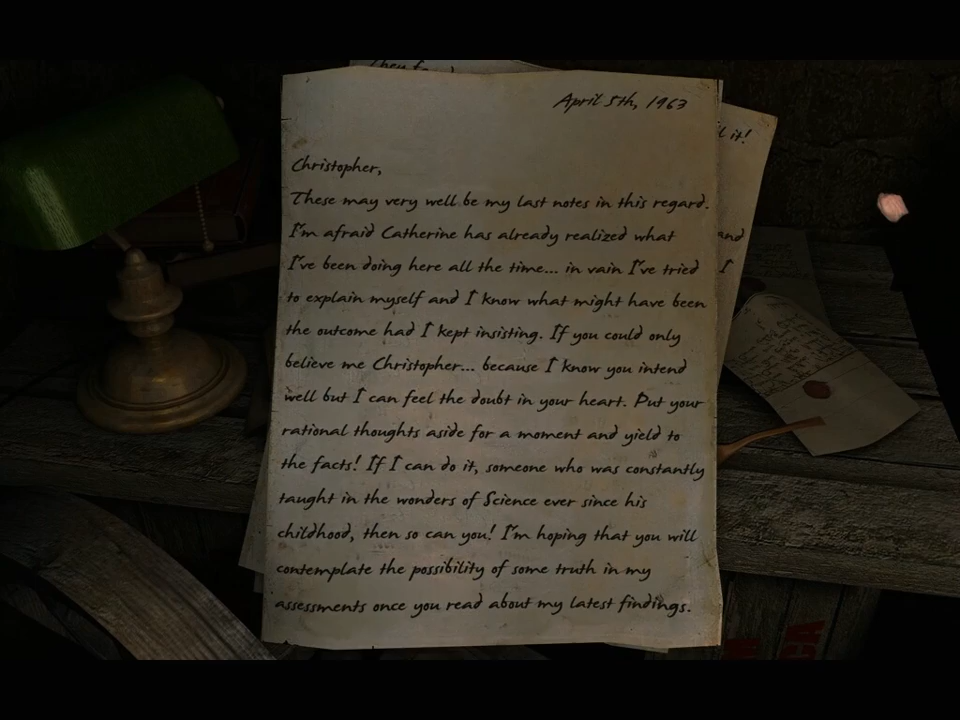 April 5th, 1963
Christopher,
These may very well be my last notes in this regard.
I'm afraid Catherine has already realized what
I've been doing here all the time... in vain I've tried
to explain myself and I know what might have been
the outcome had I kept insisting. If you could only
believe me Christopher... because I know you intend
well but I can feel the doubt in your heart. Put your
rational thoughts aside for a moment and yield to
the facts! If I can do it, someone who was constantly
taught in the wonders of Science ever since his
childhood, then so can you! I'm hoping that you will
contemplate the possibility of some truth in my
assessments once you read about my latest findings.
it!
and
I